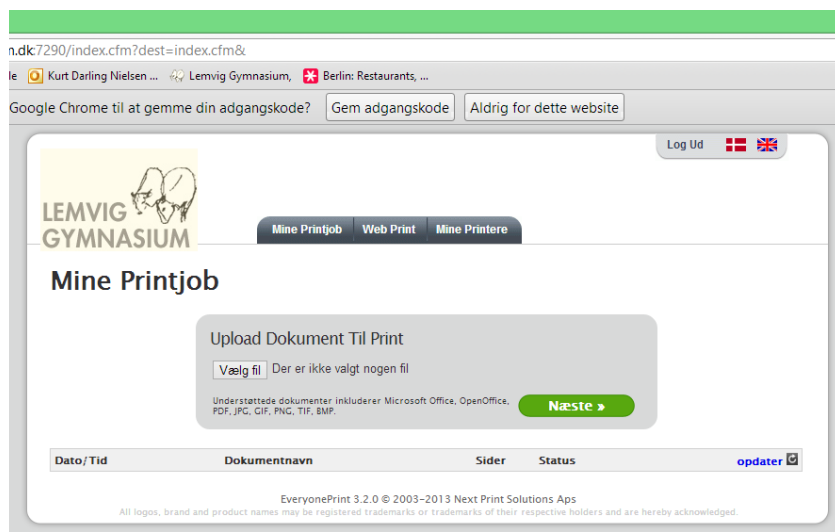 n.dk:7290/index.cfm?dest=index.cfm&
le Kurt Darling Nielsen ... Lemvig Gymnasium, Berlin: Restaurants, ...
Google Chrome til at gemme din adgangskode? Gem adgangskode Aldrig for dette website
Log Ud
LEMVIG
GYMNASIUM
Mine Printjob Web Print Mine Printere
Mine Printjob
Upload Dokument Til Print
Vælg fil Der er ikke valgt nogen fil
Understøttede dokumenter inkluderer Microsoft Office, OpenOffice,
PDF, JPG, GIF, PNG, TIF, BMP.
Næste »
Dato/Tid Dokumentnavn Sider Status opdater
EveryonePrint 3.2.0 © 2003-2013 Next Print Solutions Aps
All logos, brand and product names may be registered trademarks or trademarks of their respective holders and are hereby acknowledged.